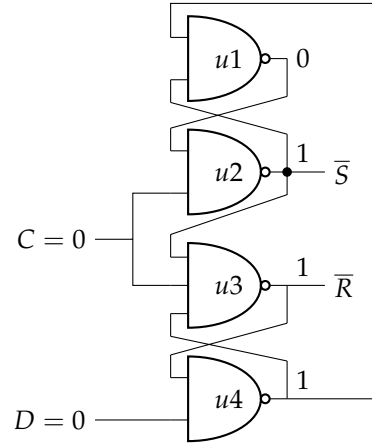 u1 0
1
u2 S̅
C = 0
1
u3 R̅
1
u4
D = 0